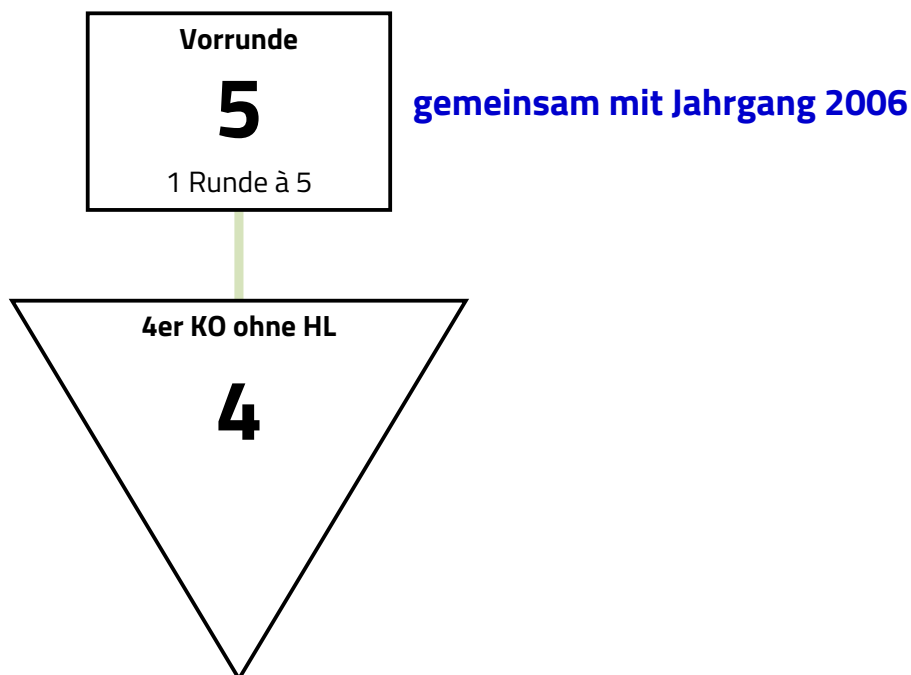 Vorrunde
5
gemeinsam mit Jahrgang 2006
1 Runde à 5
4er KO ohne HL
4